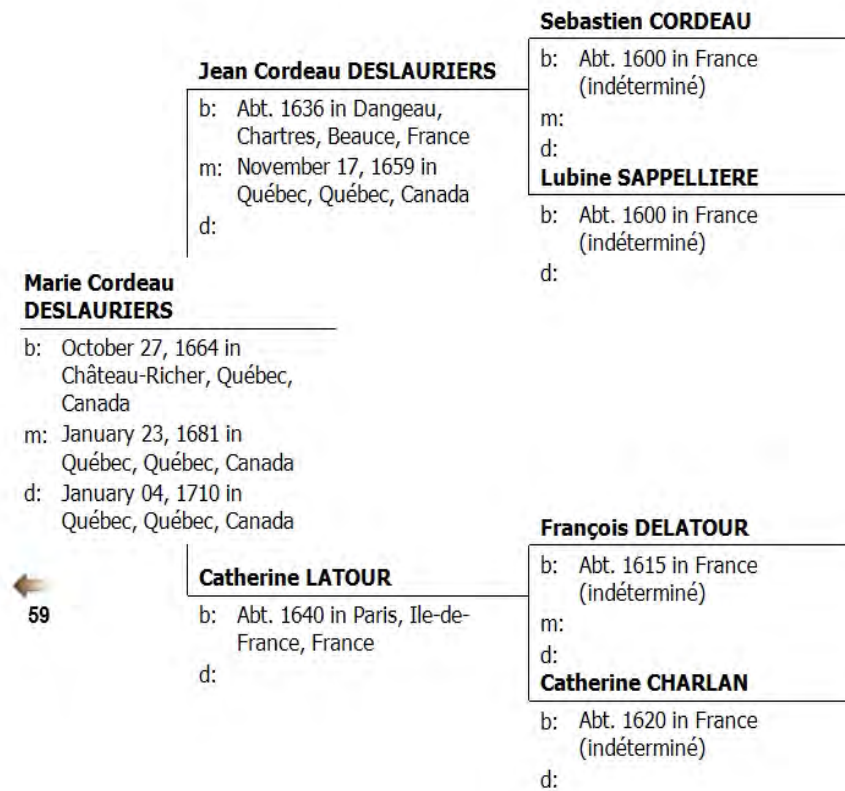 Sebastien CORDEAU
b: Abt. 1600 in France
(indéterminé)
m:
d:
Jean Cordeau DESLAURIERS
b: Abt. 1636 in Dangeau,
Chartres, Beauce, France
m: November 17, 1659 in
Québec, Québec, Canada
d:
Lubine SAPPELLIERE
b: Abt. 1600 in France
(indéterminé)
d:
Marie Cordeau
DESLAURIERS
b: October 27, 1664 in
Château-Richer, Québec,
Canada
m: January 23, 1681 in
Québec, Québec, Canada
d: January 04, 1710 in
Québec, Québec, Canada
59
François DELATOUR
b: Abt. 1615 in France
(indéterminé)
m:
d:
Catherine LATOUR
b: Abt. 1640 in Paris, Ile-de-
France, France
d:
Catherine CHARLAN
b: Abt. 1620 in France
(indéterminé)
d: